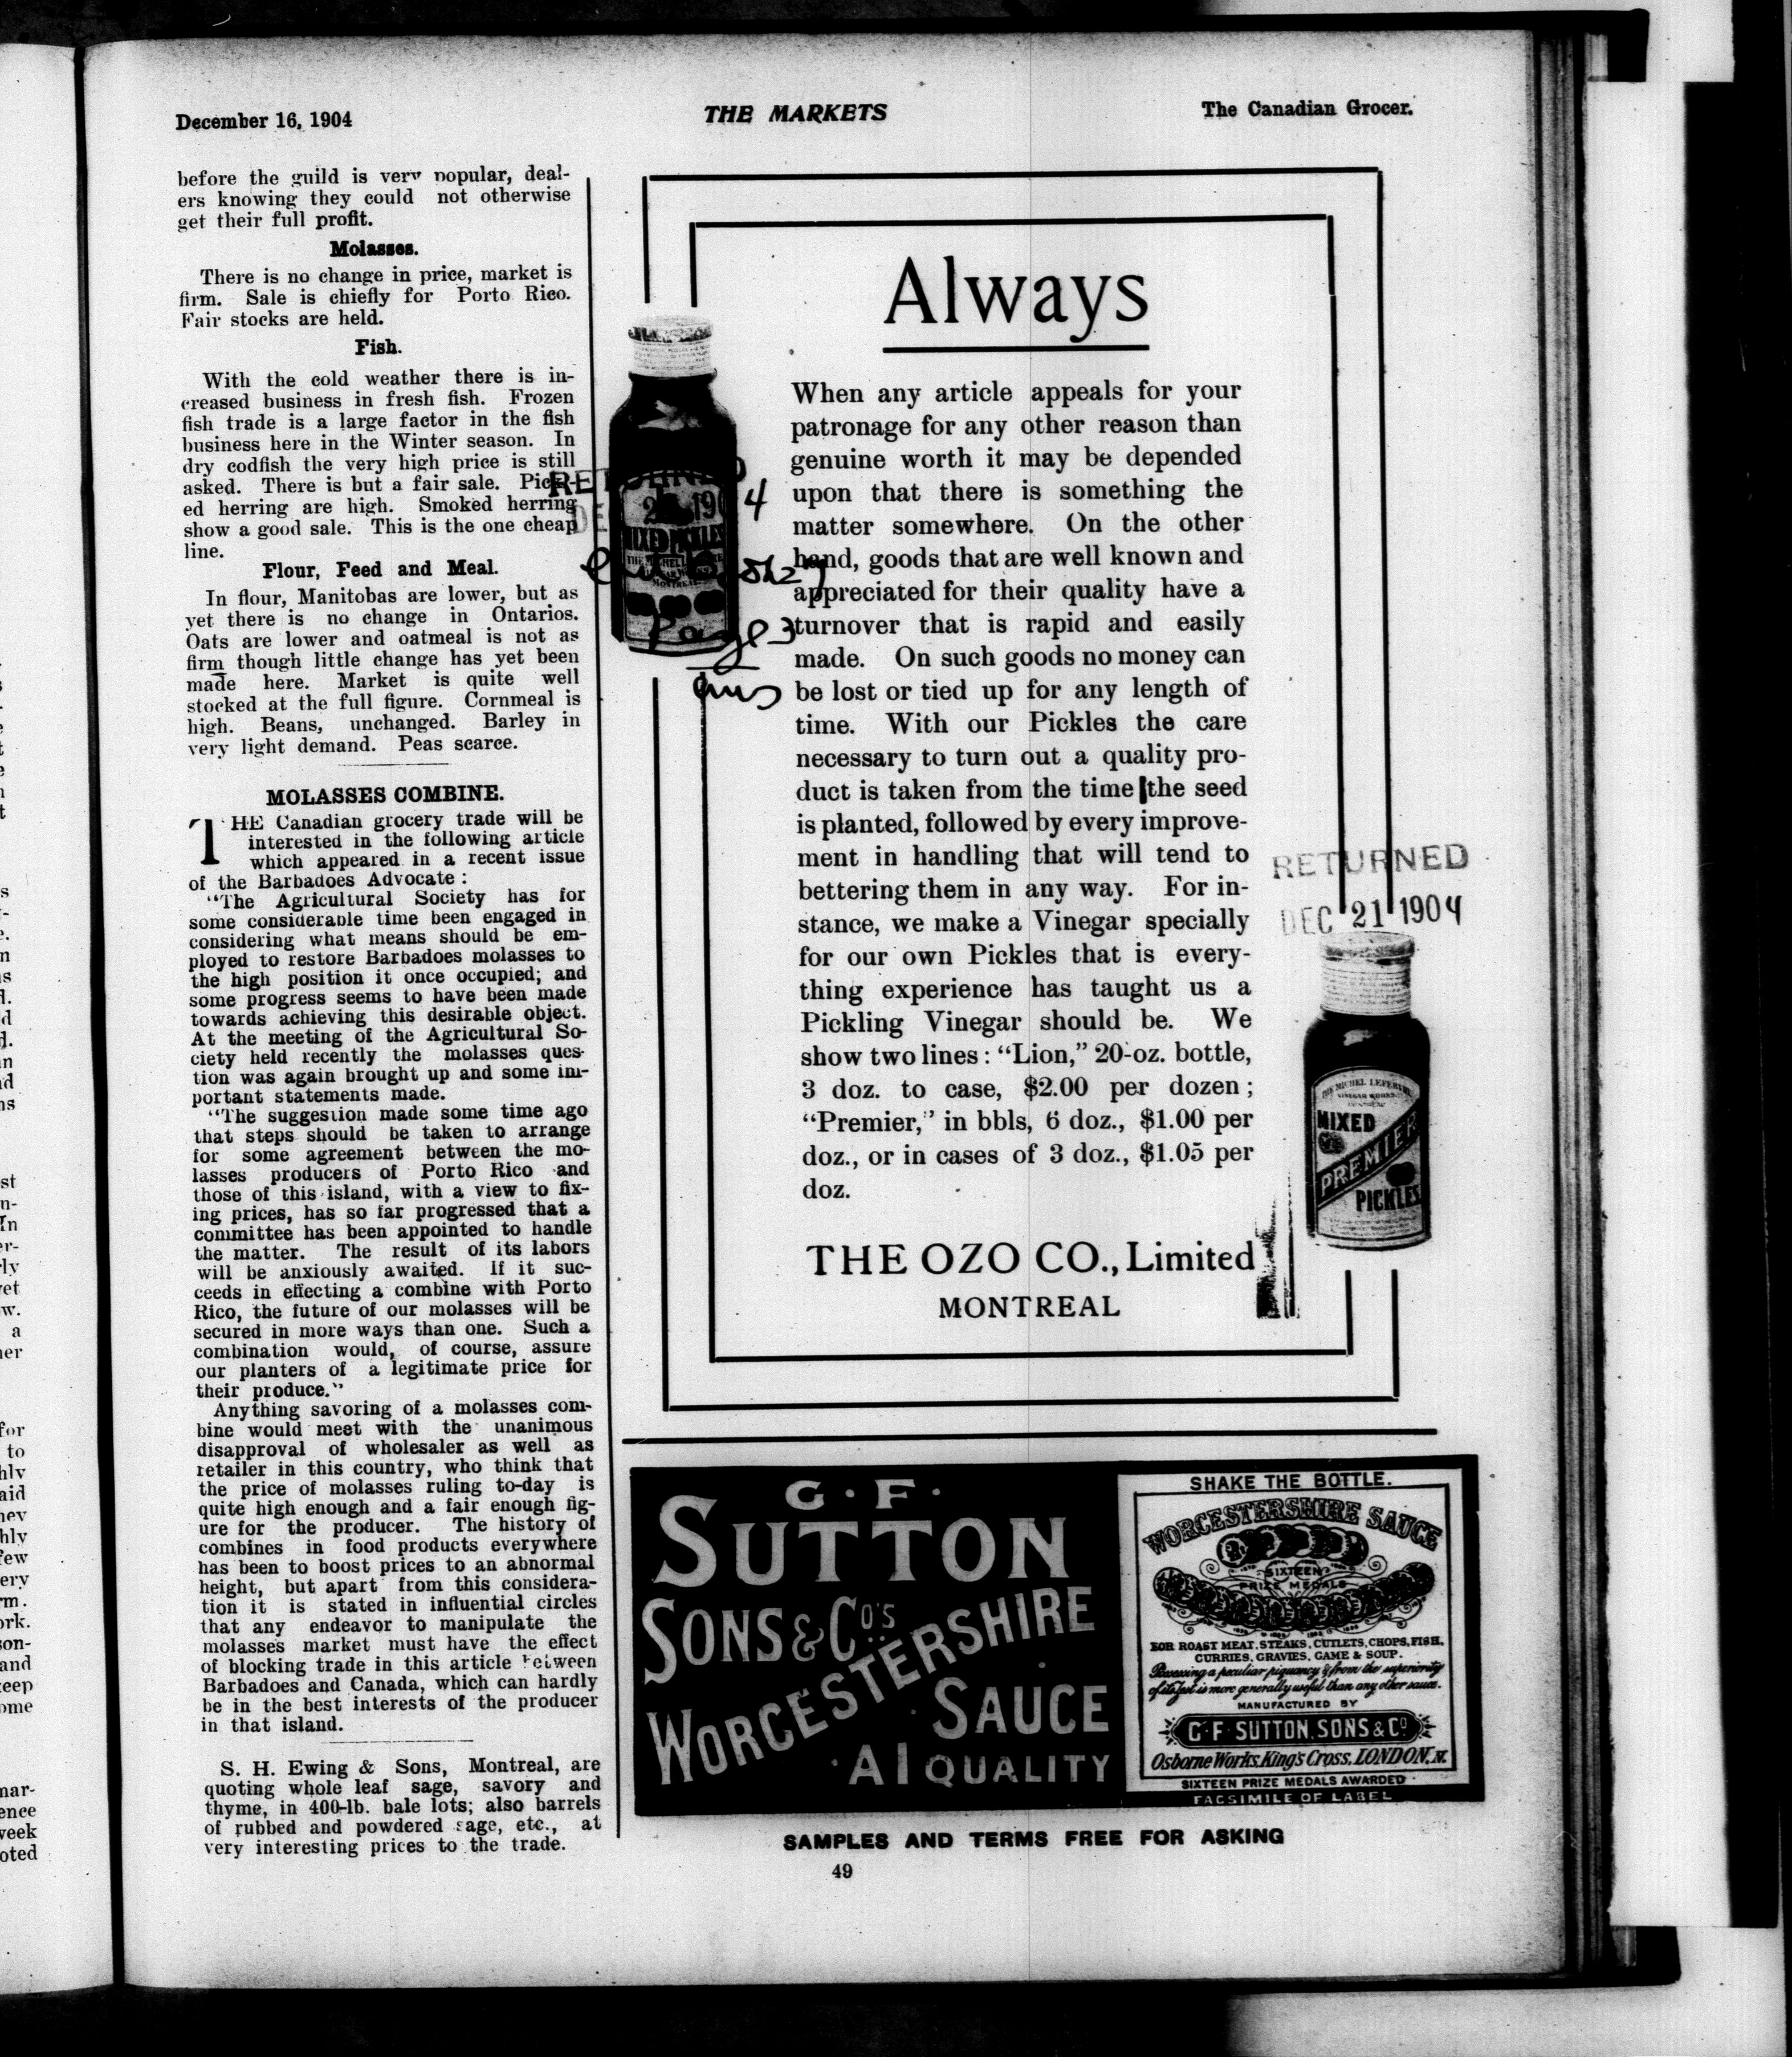 December 16, 1904
THE MARKETS
The Canadian Grocer.
before the guild is very popular, deal-
ers knowing they could not otherwise
get their full profit.
Molasses.
There is no change in price, market is
firm. Sale is chiefly for Porto Rico.
Fair stocks are held.
Fish.
With the cold weather there is in-
creased business in fresh fish. Frozen
fish trade is a large factor in the fish
business here in the Winter season. In
dry codfish the very high price is still
asked. There is but a fair sale. Pick-
ed herring are high. Smoked herring
show a good sale. This is the one cheap
line.
Flour, Feed and Meal.
In flour, Manitobas are lower, but as
yet there is no change in Ontarios.
Oats are lower and oatmeal is not as
firm though little change has yet been
made here. Market is quite well
stocked at the full figure. Cornmeal is
high. Beans, unchanged. Barley in
very light demand. Peas scarce.
MOLASSES COMBINE.
THE Canadian grocery trade will be
interested in the following article
which appeared in a recent issue
of the Barbadoes Advocate :
"The Agricultural Society has for
some considerable time been engaged in
considering what means should be em-
ployed to restore Barbadoes molasses to
the high position it once occupied; and
some progress seems to have been made
towards achieving this desirable object.
At the meeting of the Agricultural So-
ciety held recently the molasses ques-
tion was again brought up and some im-
portant statements made.
"The suggestion made some time ago
that steps should be taken to arrange
for some agreement between the mo-
lasses producers of Porto Rico and
those of this island, with a view to fix-
ing prices, has so far progressed that a
committee has been appointed to handle
the matter. The result of its labors
will be anxiously awaited. If it suc-
ceeds in effecting a combine with Porto
Rico, the future of our molasses will be
secured in more ways than one. Such a
combination would, of course, assure
our planters of a legitimate price for
their produce."
Anything savoring of a molasses com-
bine would meet with the unanimous
disapproval of wholesaler as well as
retailer in this country, who think that
the price of molasses ruling to-day is
quite high enough and a fair enough fig-
ure for the producer. The history of
combines in food products everywhere
has been to boost prices to an abnormal
height, but apart from this considera-
tion it is stated in influential circles
that any endeavor to manipulate the
molasses market must have the effect
of blocking trade in this article between
Barbadoes and Canada, which can hardly
be in the best interests of the producer
in that island.
S. H. Ewing & Sons, Montreal, are
quoting whole leaf sage, savory and
thyme, in 400-lb. bale lots; also barrels
of rubbed and powdered sage, etc., at
very interesting prices to the trade.
Always
When any article appeals for your
patronage for any other reason than
genuine worth it may be depended
upon that there is something the
matter somewhere. On the other
hand, goods that are well known and
appreciated for their quality have a
turnover that is rapid and easily
made. On such goods no money can
be lost or tied up for any length of
time. With our Pickles the care
necessary to turn out a quality pro-
duct is taken from the time the seed
is planted, followed by every improve-
ment in handling that will tend to
bettering them in any way. For in-
stance, we make a Vinegar specially
for our own Pickles that is every-
thing experience has taught us a
Pickling Vinegar should be. We
show two lines : "Lion," 20-oz. bottle,
3 doz. to case, $2.00 per dozen ;
"Premier," in bbls, 6 doz., $1.00 per
doz., or in cases of 3 doz., $1.05 per
doz.
THE OZO CO., Limited
MONTREAL
MIXED PICKLES
MONTREAL
Page 3
RETURNED
DEC 21 1904
THE MICHEL LEFEBVRE
VINEGAR WORKS
MIXED
PREMIER
PICKLES
G. F.
SUTTON
SONS & CO'S
WORCESTERSHIRE
SAUCE
A1 QUALITY
SHAKE THE BOTTLE.
WORCESTERSHIRE SAUCE
SIXTEEN
PRIZE MEDALS
FOR ROAST MEAT, STEAKS, CUTLETS, CHOPS, FISH,
CURRIES, GRAVIES, GAME & SOUP.
Possessing a peculiar piquancy & from the superiority
of its zest is more generally useful than any other sauce.
MANUFACTURED BY
G. F. SUTTON, SONS & Co
Osborne Works, King's Cross, LONDON, N.
SIXTEEN PRIZE MEDALS AWARDED
FACSIMILE OF LABEL
SAMPLES AND TERMS FREE FOR ASKING
49